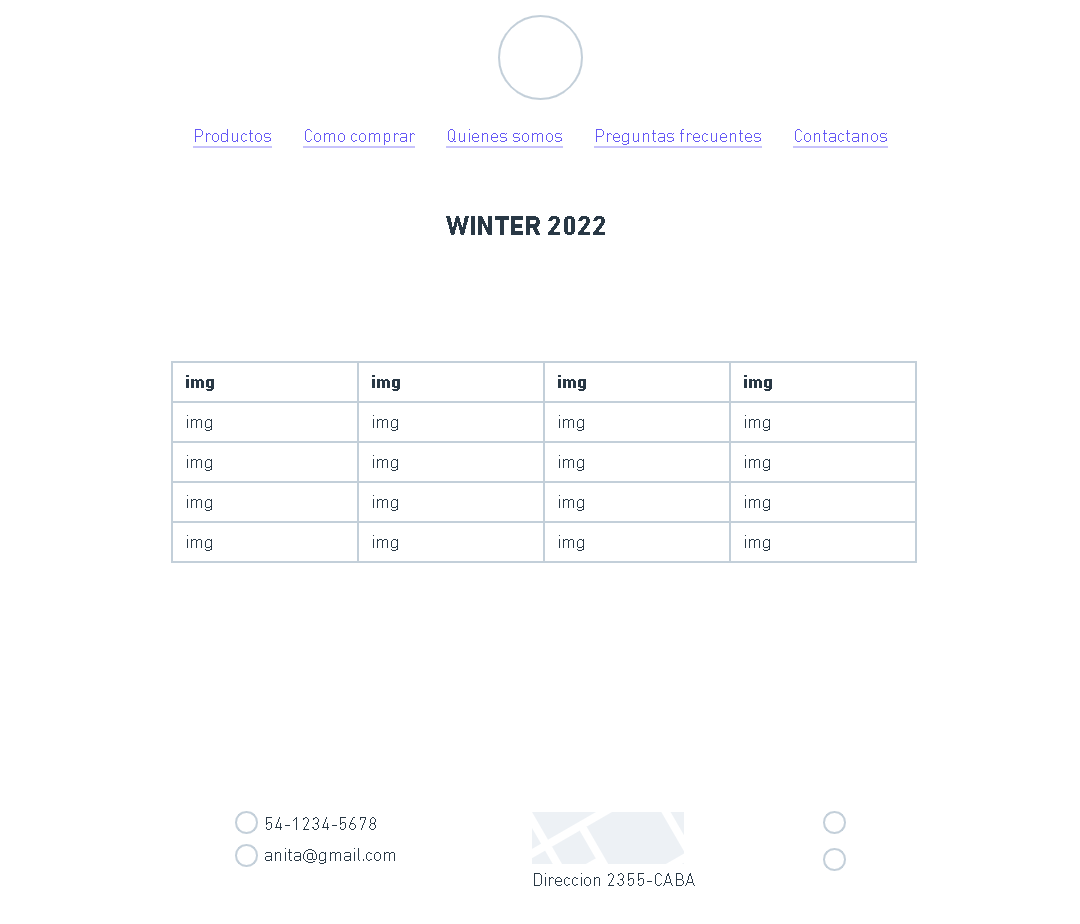 Productos Como comprar Quienes somos Preguntas frecuentes Contactanos
WINTER 2022
img img img img
img img img img
img img img img
img img img img
img img img img
54-1234-5678
anita@gmail.com
Direccion 2355-CABA